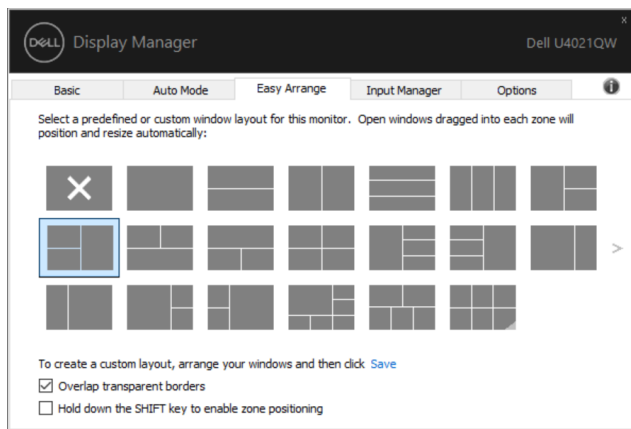 x
DELL Display Manager Dell U4021QW
Basic Auto Mode Easy Arrange Input Manager Options i
Select a predefined or custom window layout for this monitor. Open windows dragged into each zone will
position and resize automatically:
>
To create a custom layout, arrange your windows and then click Save
Overlap transparent borders
Hold down the SHIFT key to enable zone positioning